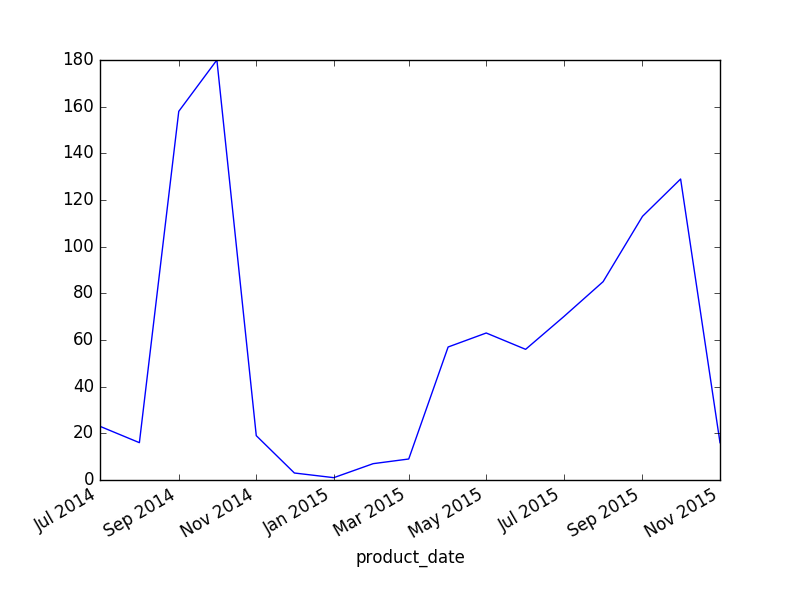 180
160
140
120
100
80
60
40
20
0
Jul 2014
Sep 2014
Nov 2014
Jan 2015
Mar 2015
May 2015
Jul 2015
Sep 2015
Nov 2015
product_date